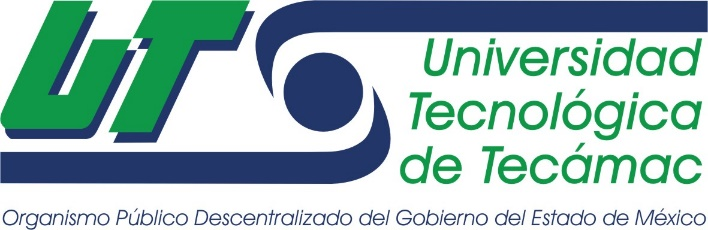 UT
Universidad
Tecnológica
de Tecámac
Organismo Público Descentralizado del Gobierno del Estado de México